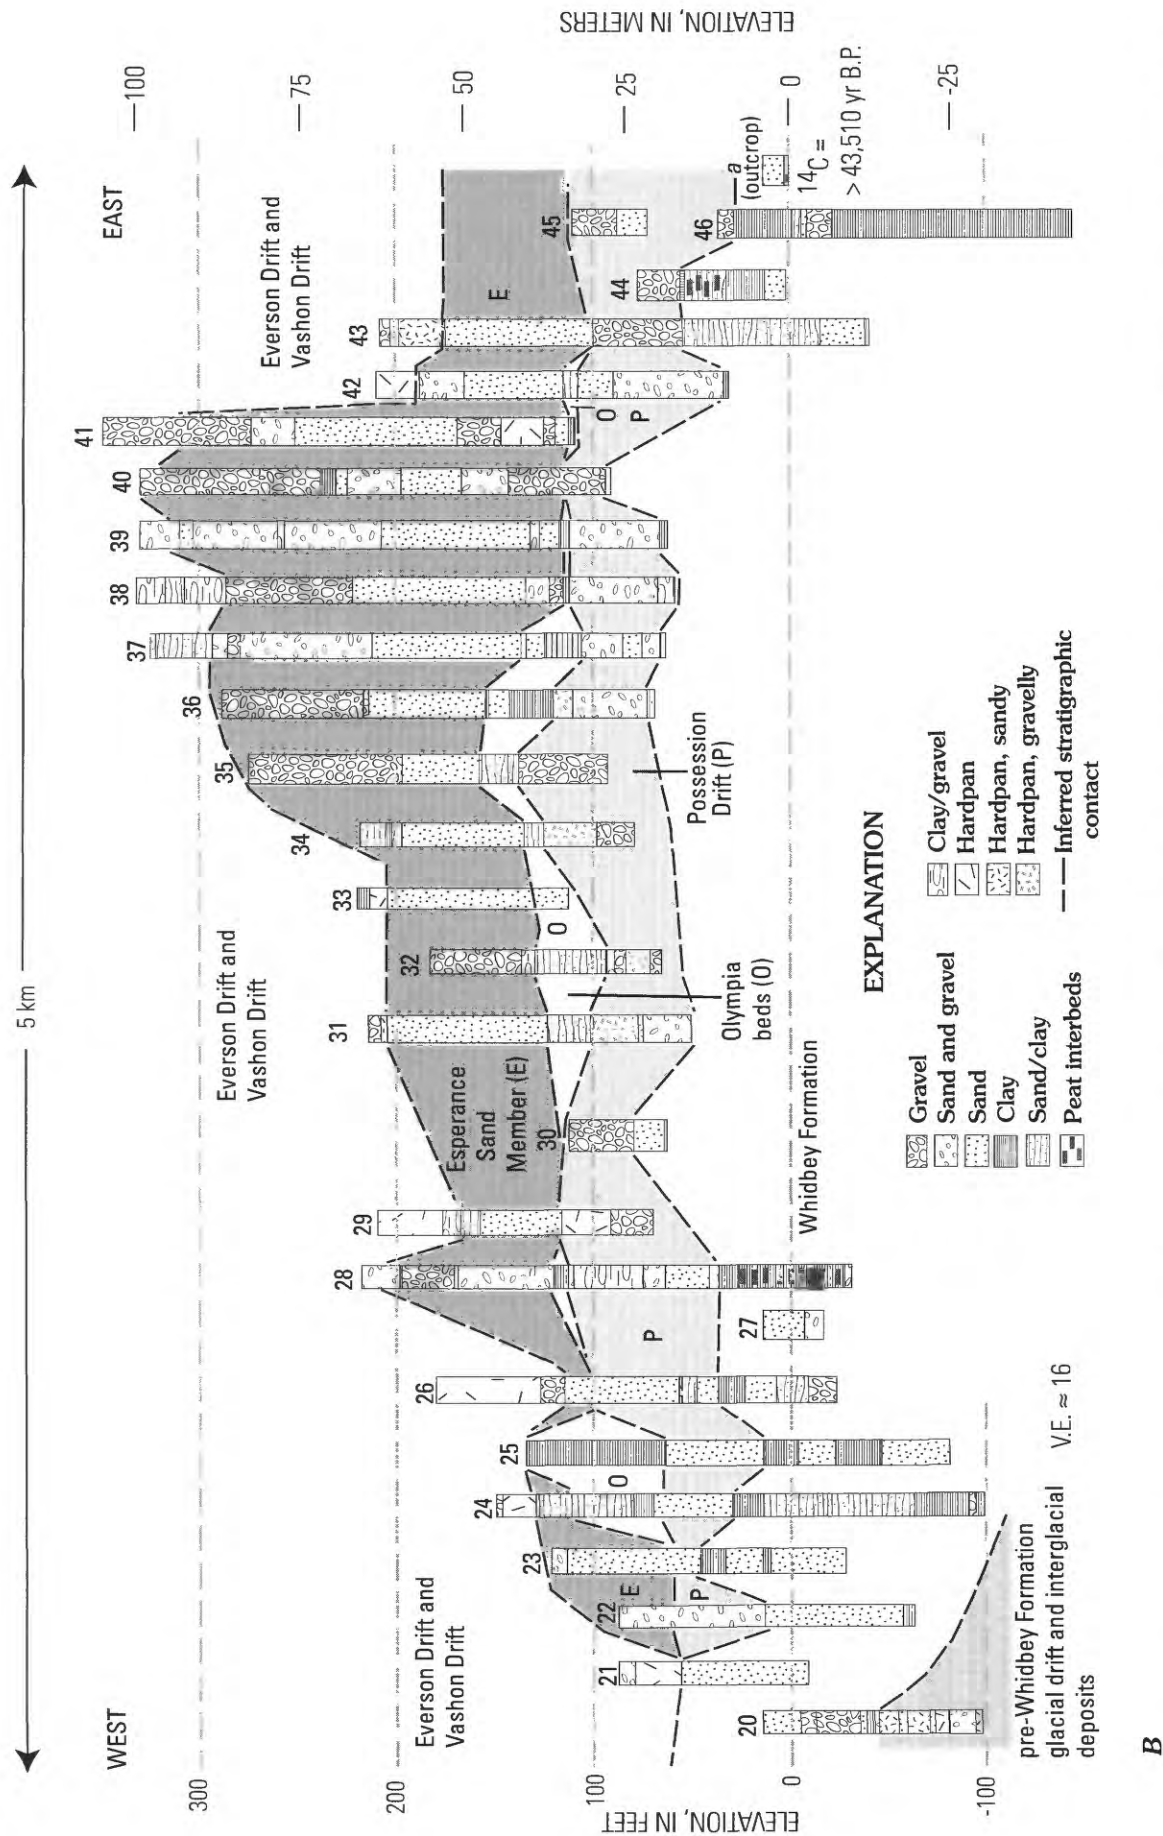 5 km
WEST
EAST
Everson Drift and
Vashon Drift
Everson Drift and
Vashon Drift
Everson Drift and
Vashon Drift
ELEVATION, IN FEET
300
200
100
0
-100
ELEVATION, IN METERS
100
75
50
25
0
-25
20
21
22
23
24
25
26
27
28
29
30
31
32
33
34
35
36
37
38
39
40
41
42
43
44
45
46
a
(outcrop)
14C =
> 43,510 yr B.P.
E
P
O
P
Esperance
Sand
Member (E)
O
O
P
E
Olympia
beds (O)
Possession
Drift (P)
Whidbey Formation
pre-Whidbey Formation
glacial drift and interglacial
deposits
V.E. ≈ 16
EXPLANATION
Gravel
Sand and gravel
Sand
Clay
Sand/clay
Peat interbeds
Clay/gravel
Hardpan
Hardpan, sandy
Hardpan, gravelly
Inferred stratigraphic
contact
B